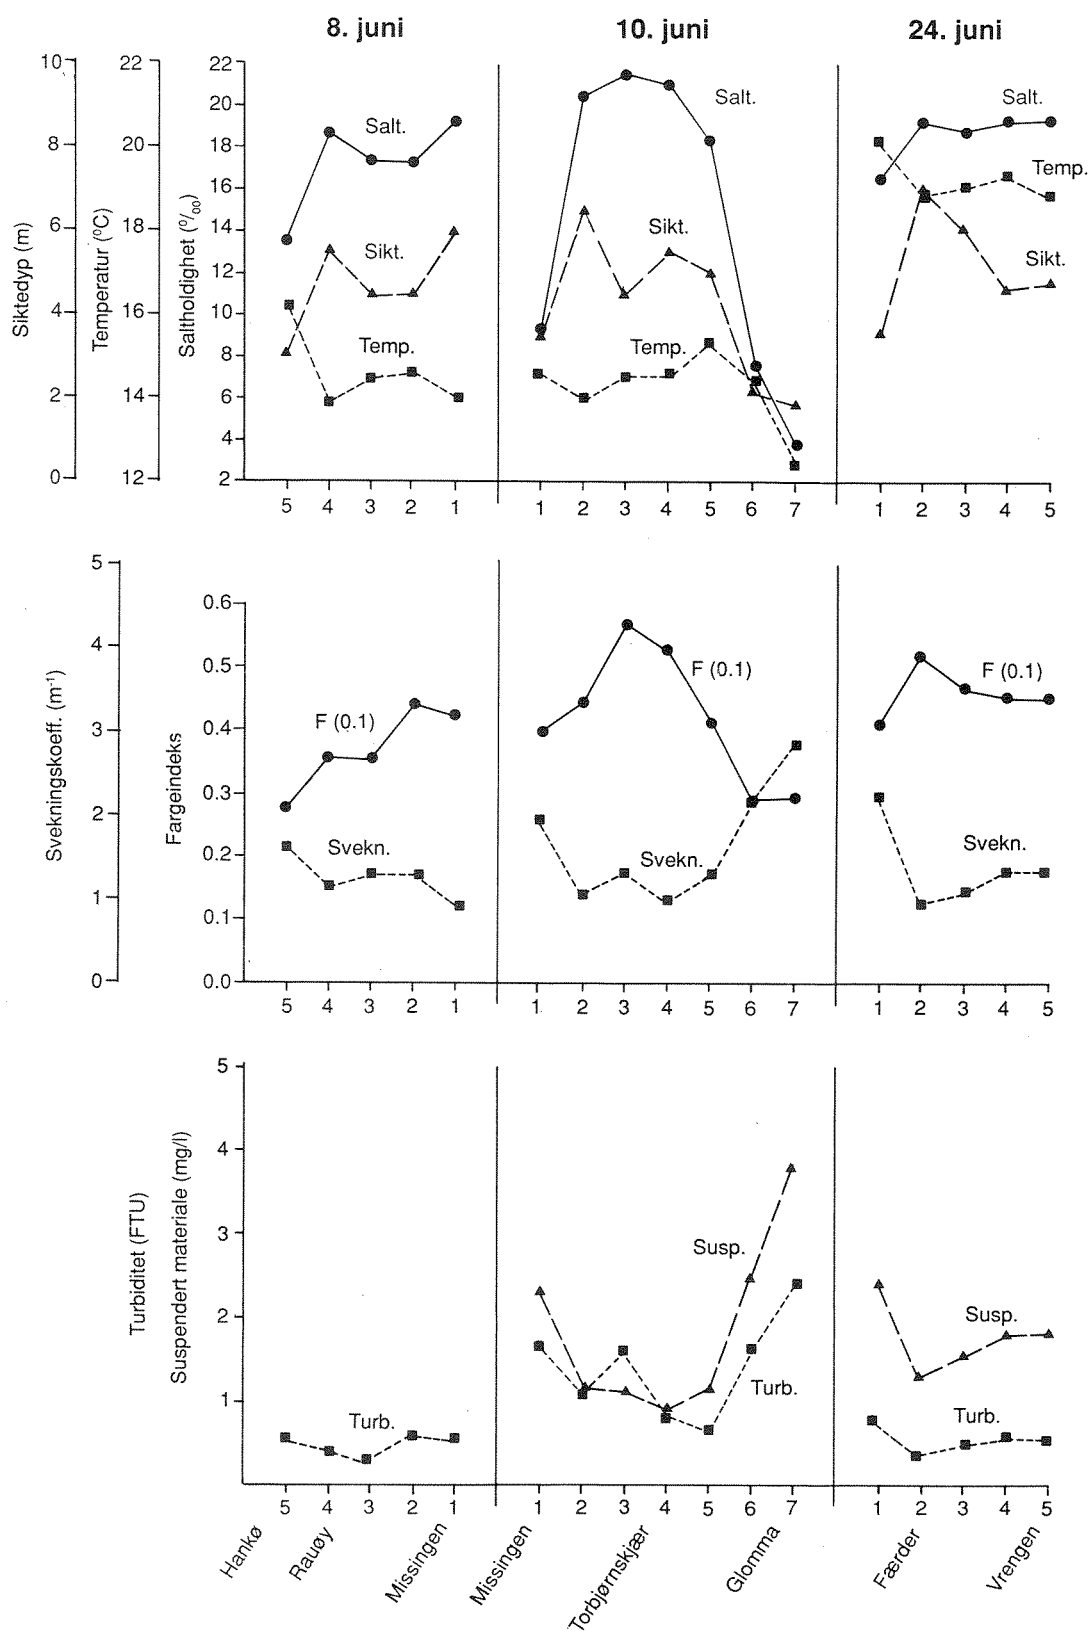 8. juni 10. juni 24. juni
Siktedyp (m)
10
8
6
4
2
0
Temperatur (ºC)
22
20
18
16
14
12
Saltholdighet (º/oo)
22
20
18
16
14
12
10
8
6
4
2
Salt.
Sikt.
Temp.
Salt.
Sikt.
Temp.
Salt.
Temp.
Sikt.
5 4 3 2 1 1 2 3 4 5 6 7 1 2 3 4 5
Svekningskoeff. (m-1)
5
4
3
2
1
0
Fargeindeks
0.6
0.5
0.4
0.3
0.2
0.1
0.0
F (0.1)
Svekn.
F (0.1)
Svekn.
F (0.1)
Svekn.
5 4 3 2 1 1 2 3 4 5 6 7 1 2 3 4 5
Turbiditet (FTU)
Suspendert materiale (mg/l)
5
4
3
2
1
Turb.
Susp.
Turb.
Susp.
Turb.
5 4 3 2 1 1 2 3 4 5 6 7 1 2 3 4 5
Hankø
Rauøy
Missingen
Missingen
Torbjørnskjær
Glomma
Færder
Vrengen